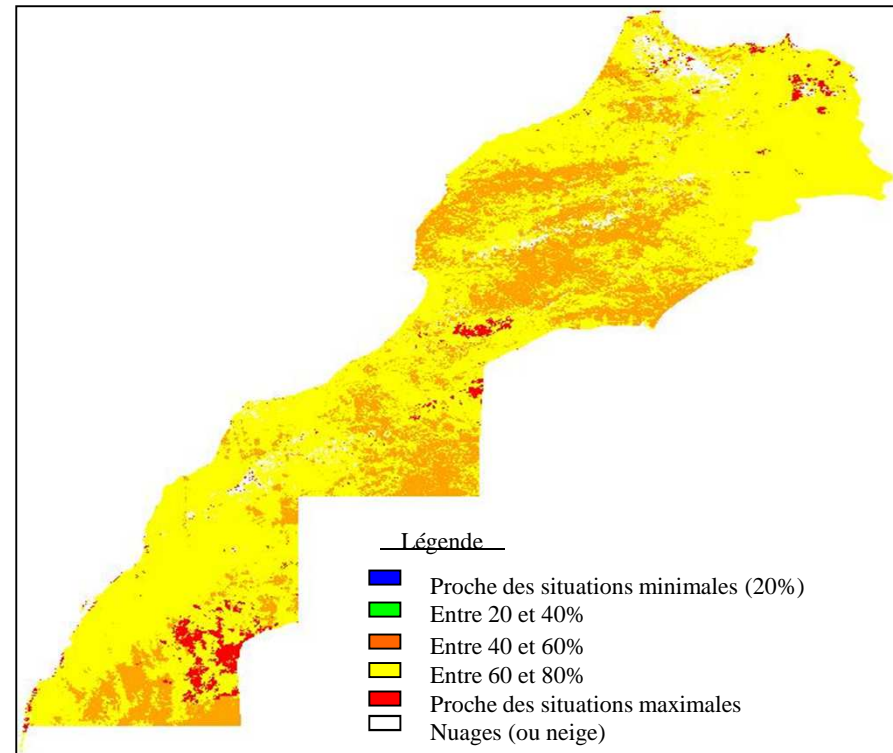 Légende
Proche des situations minimales (20%)
Entre 20 et 40%
Entre 40 et 60%
Entre 60 et 80%
Proche des situations maximales
Nuages (ou neige)